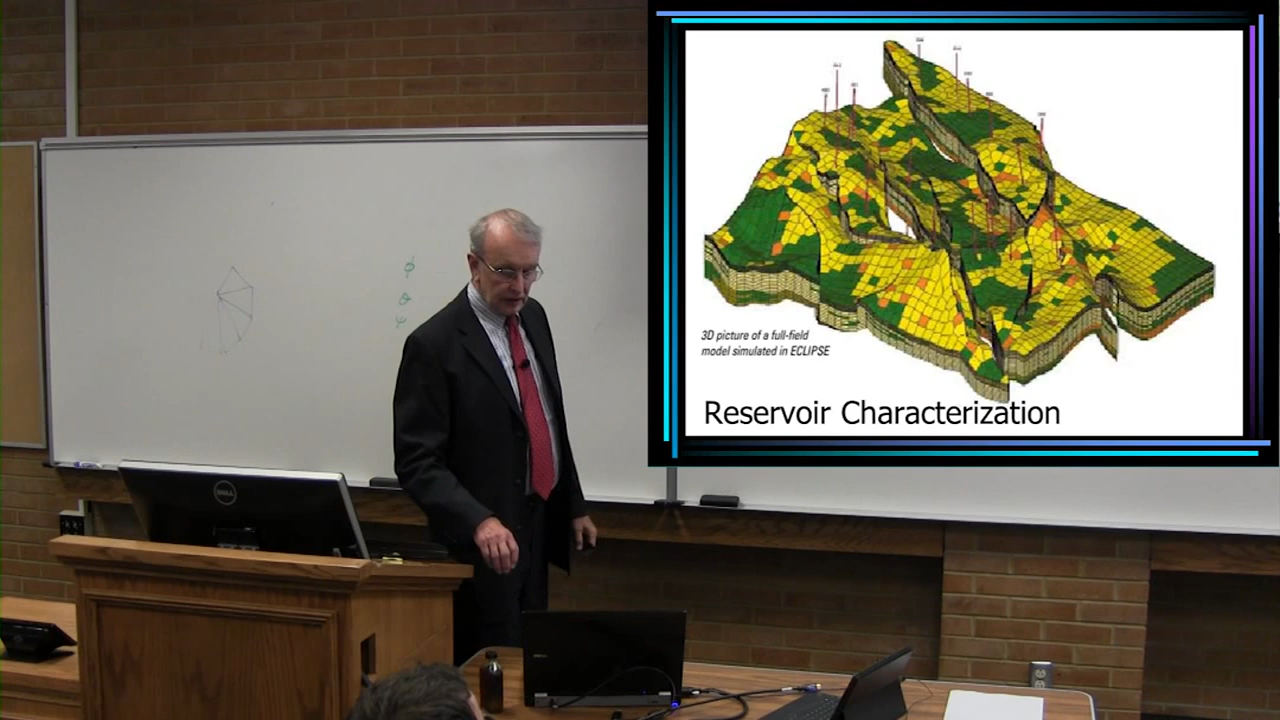 3D picture of a full-field
model simulated in ECLIPSE
Reservoir Characterization
φ
θ
ψ
DELL